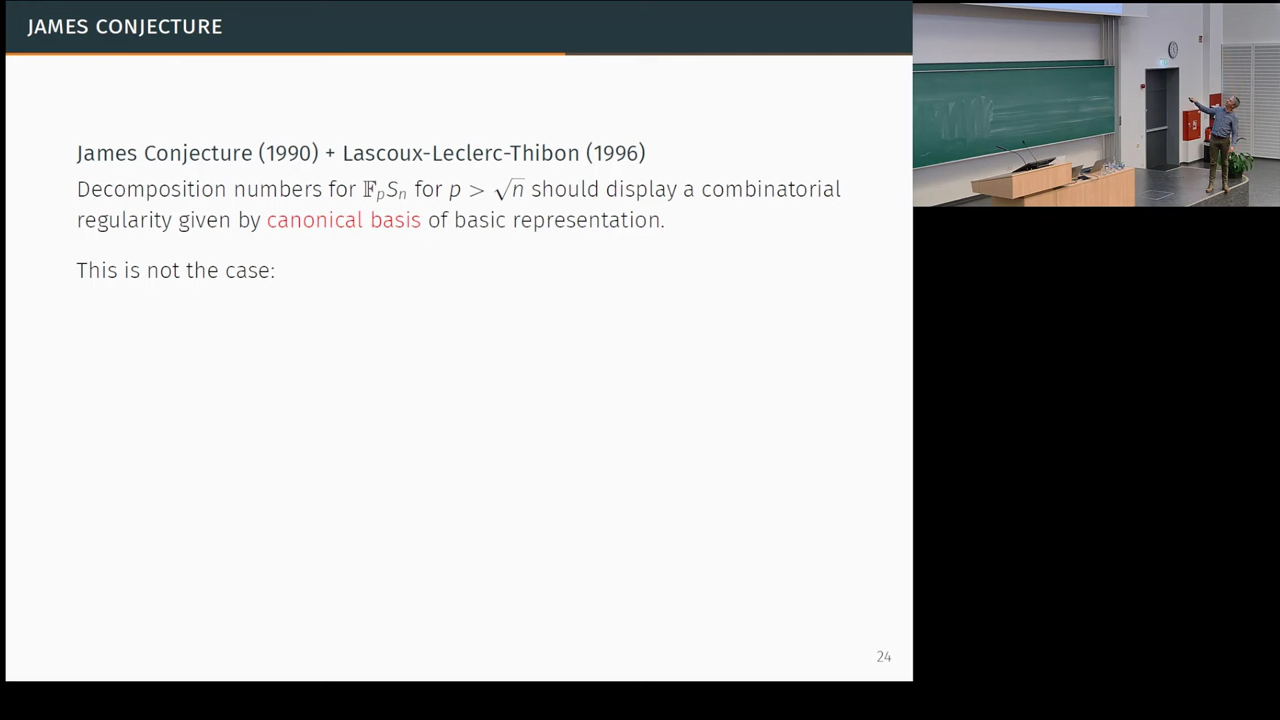 JAMES CONJECTURE
James Conjecture (1990) + Lascoux-Leclerc-Thibon (1996)
Decomposition numbers for 𝔽ₚSₙ for p > √n should display a combinatorial
regularity given by canonical basis of basic representation.
This is not the case:
24